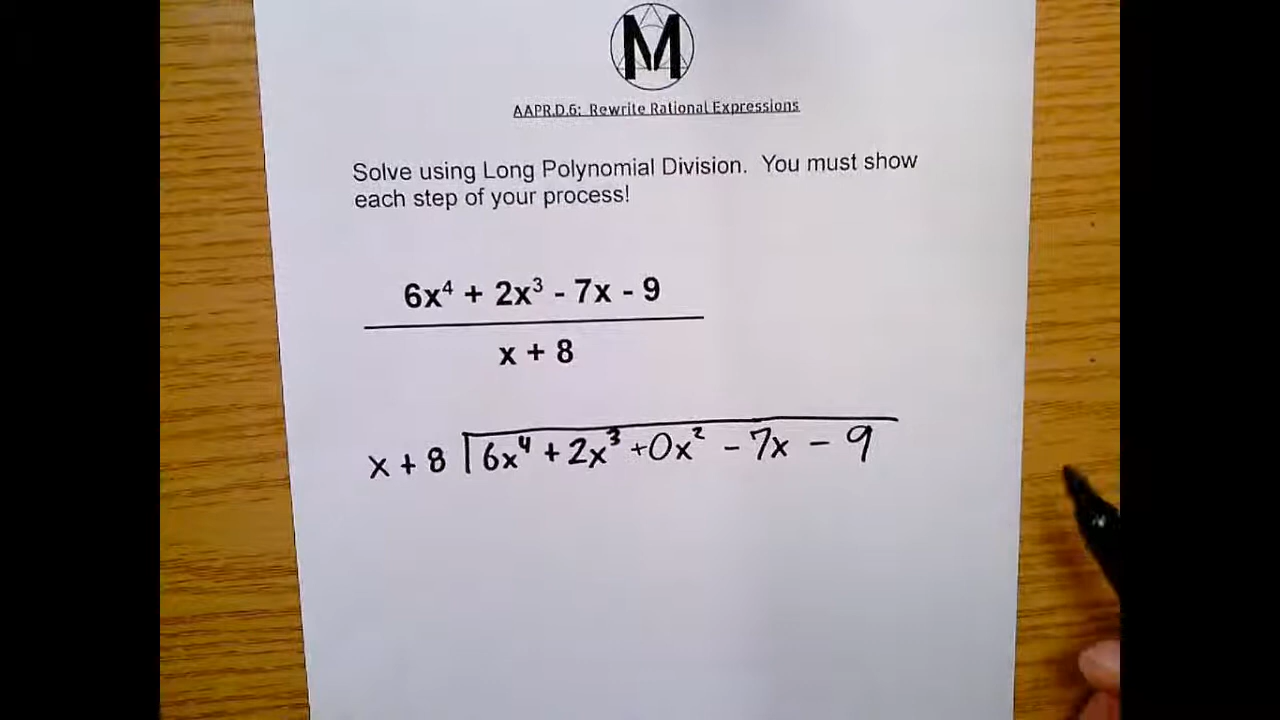 M
AAPR.D.6: Rewrite Rational Expressions
Solve using Long Polynomial Division. You must show
each step of your process!
6x⁴ + 2x³ - 7x - 9
x + 8
x + 8 6x⁴ + 2x³ + 0x² - 7x - 9